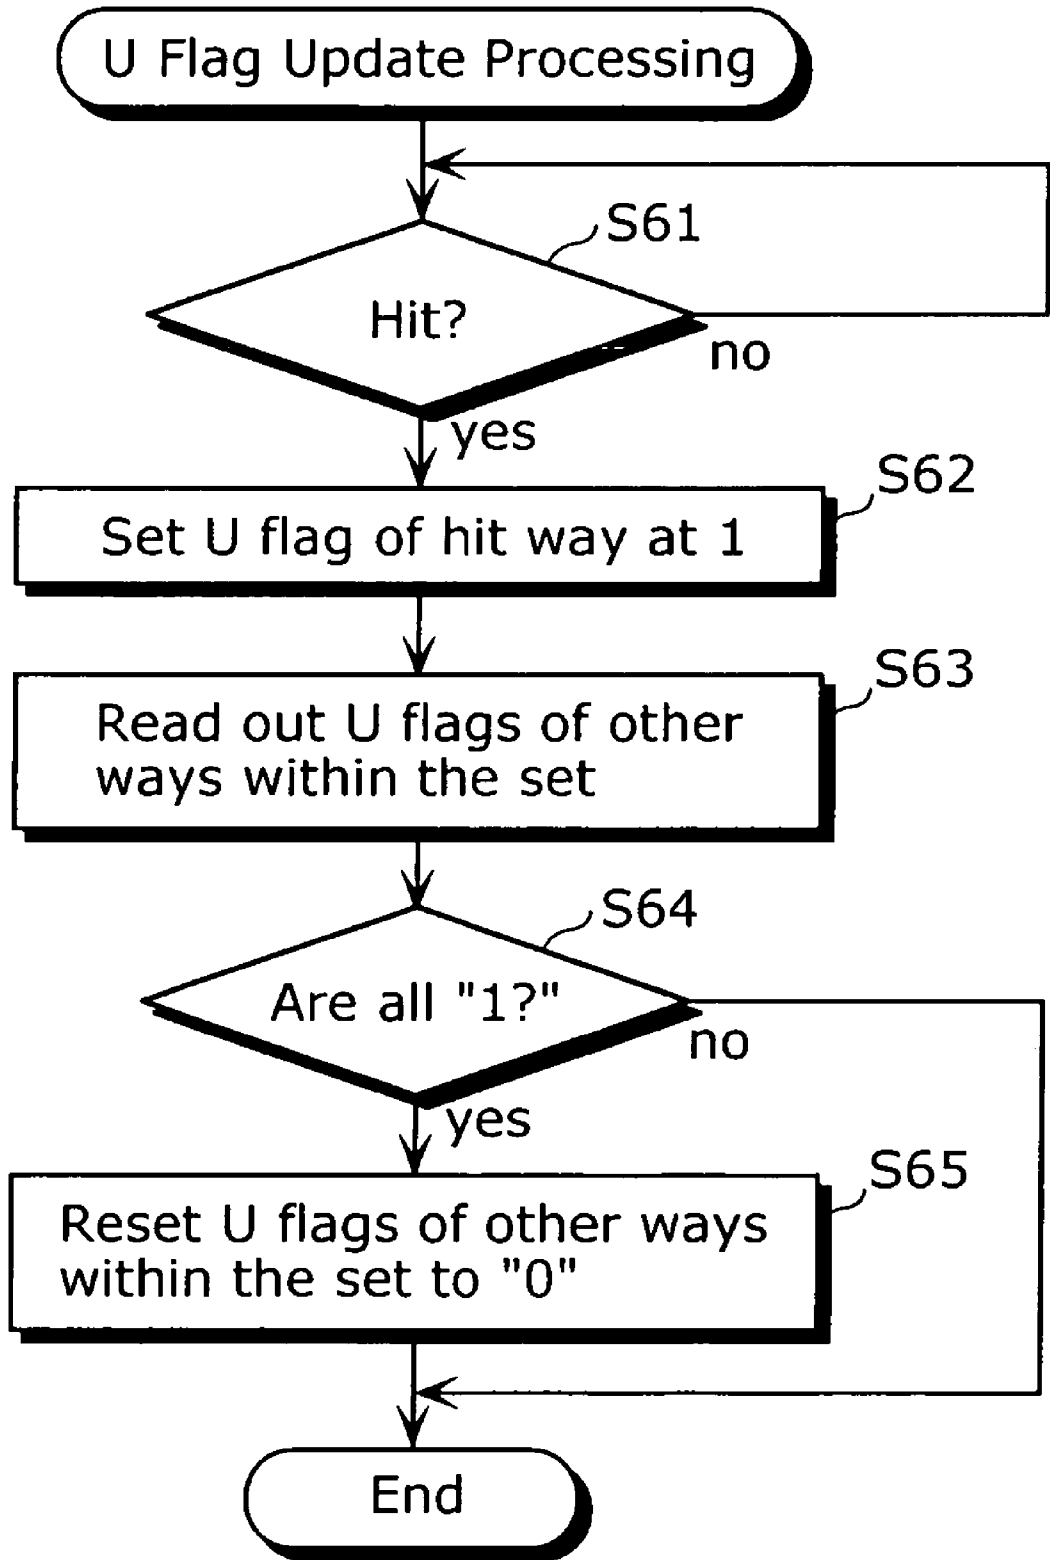 U Flag Update Processing
S61
Hit?
no
yes
S62
Set U flag of hit way at 1
S63
Read out U flags of other
ways within the set
S64
Are all "1?"
no
yes
S65
Reset U flags of other ways
within the set to "0"
End